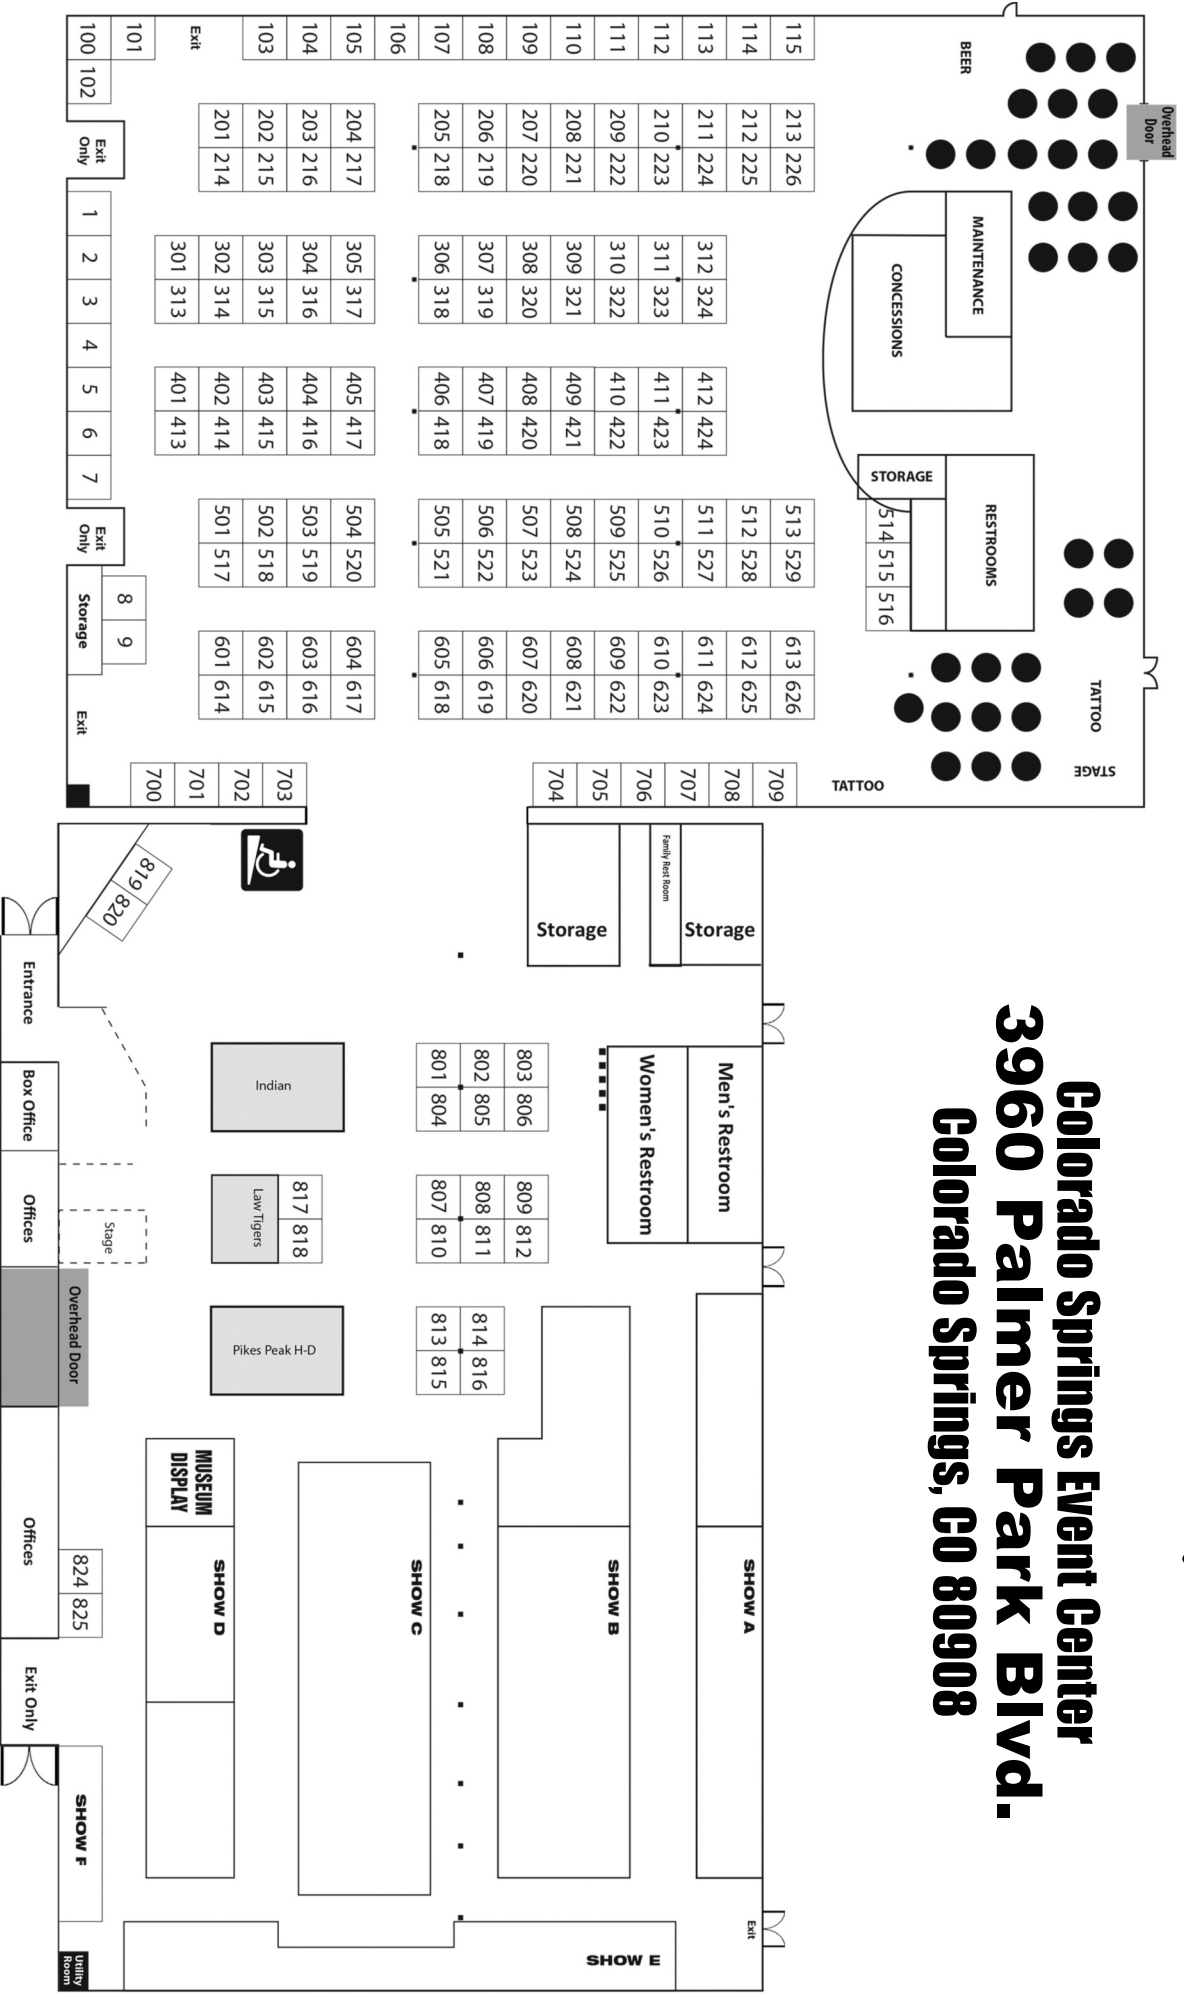 Colorado Springs Event Center
3960 Palmer Park Blvd.
Colorado Springs, CO 80908
100 101 Exit 103 104 105 106 107 108 109 110 111 112 113 114 115
102
BEER
Overhead
Door
Exit
Only
201 202 203 204 205 206 207 208 209 210 211 212 213
214 215 216 217 218 219 220 221 222 223 224 225 226
1
2
3
4
5
6
7
301 302 303 304 305 306 307 308 309 310 311 312
313 314 315 316 317 318 319 320 321 322 323 324
MAINTENANCE
CONCESSIONS
401 402 403 404 405 406 407 408 409 410 411 412
413 414 415 416 417 418 419 420 421 422 423 424
STORAGE
RESTROOMS
514 515 516
Exit
Only
501 502 503 504 505 506 507 508 509 510 511 512 513
517 518 519 520 521 522 523 524 525 526 527 528 529
8
9
Storage
601 602 603 604 605 606 607 608 609 610 611 612 613
614 615 616 617 618 619 620 621 622 623 624 625 626
Exit
TATTOO
STAGE
TATTOO
700 701 702 703 704 705 706 707 708 709
819 820
Family Rest Room
Storage
Storage
Entrance
Box Office
Indian
801 802 803
804 805 806
Women's Restroom
Men's Restroom
Offices
Stage
Law Tigers
817
818
807 808 809
810 811 812
Overhead Door
Pikes Peak H-D
813 814
815 816
MUSEUM
DISPLAY
Offices
824 825
SHOW D
SHOW C
SHOW B
SHOW A
Exit Only
SHOW F
Exit
SHOW E
Utility
Room